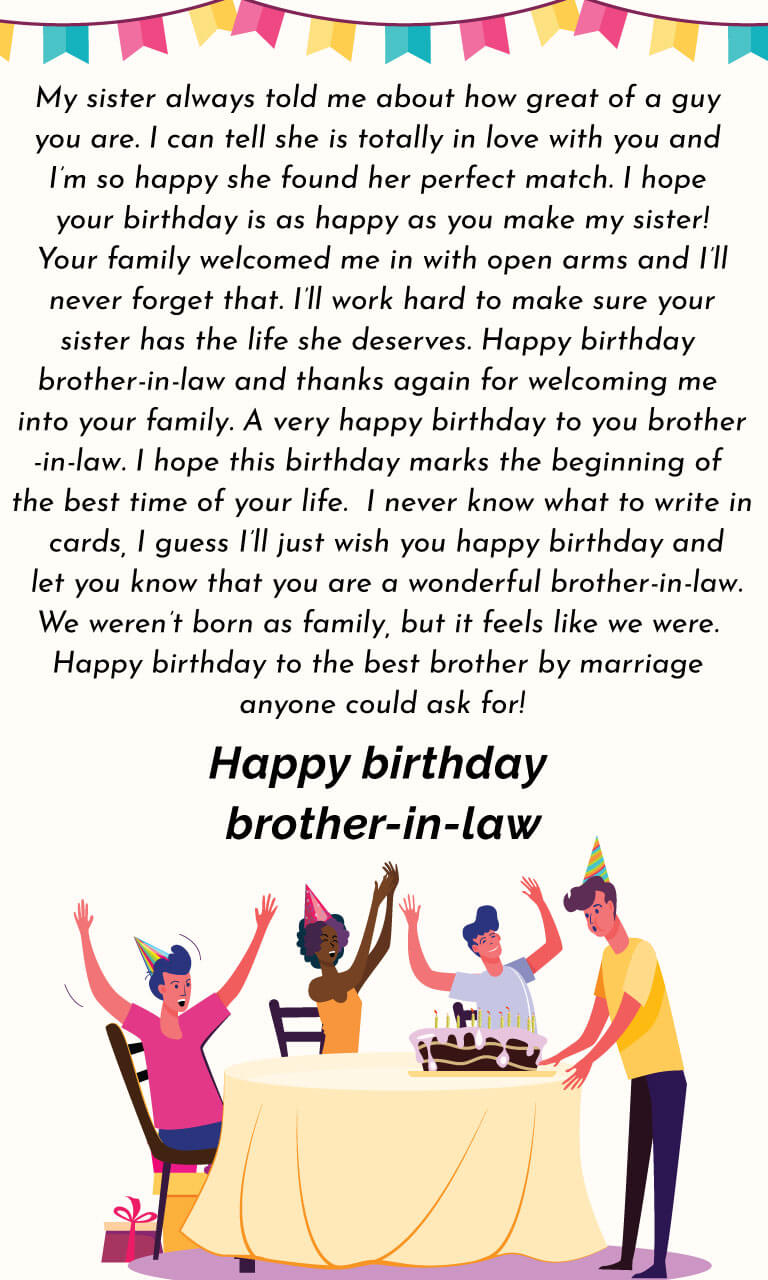 My sister always told me about how great of a guy
you are. I can tell she is totally in love with you and
I'm so happy she found her perfect match. I hope
your birthday is as happy as you make my sister!
Your family welcomed me in with open arms and I'll
never forget that. I'll work hard to make sure your
sister has the life she deserves. Happy birthday
brother-in-law and thanks again for welcoming me
into your family. A very happy birthday to you brother
-in-law. I hope this birthday marks the beginning of
the best time of your life.  I never know what to write in
cards, I guess I'll just wish you happy birthday and
let you know that you are a wonderful brother-in-law.
We weren't born as family, but it feels like we were.
Happy birthday to the best brother by marriage
anyone could ask for!
Happy birthday
brother-in-law